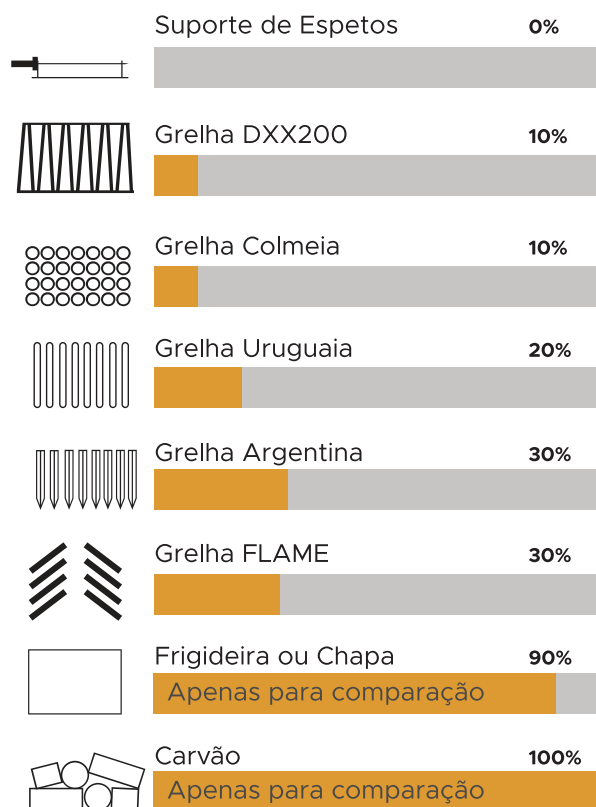 Suporte de Espetos 0%
Grelha DXX200 10%
Grelha Colmeia 10%
Grelha Uruguaia 20%
Grelha Argentina 30%
Grelha FLAME 30%
Frigideira ou Chapa 90%
Apenas para comparação
Carvão 100%
Apenas para comparação